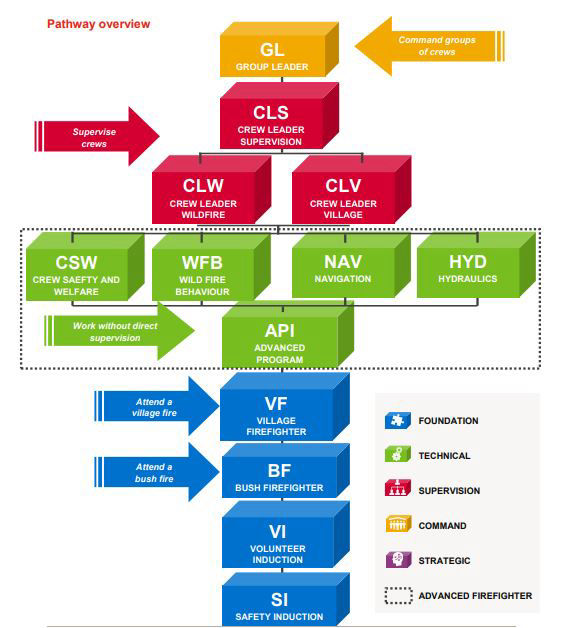 Pathway overview
GL
GROUP LEADER
Command groups
of crews
CLS
CREW LEADER
SUPERVISION
Supervise
crews
CLW
CREW LEADER
WILDFIRE
CLV
CREW LEADER
VILLAGE
CSW
CREW SAEFTY AND
WELFARE
WFB
WILD FIRE
BEHAVIOUR
NAV
NAVIGATION
HYD
HYDRAULICS
Work without direct
supervision
API
ADVANCED
PROGRAM
Attend a
village fire
VF
VILLAGE
FIREFIGHTER
Attend a
bush fire
BF
BUSH FIREFIGHTER
VI
VOLUNTEER
INDUCTION
SI
SAFETY INDUCTION
FOUNDATION
TECHNICAL
SUPERVISION
COMMAND
STRATEGIC
ADVANCED FIREFIGHTER